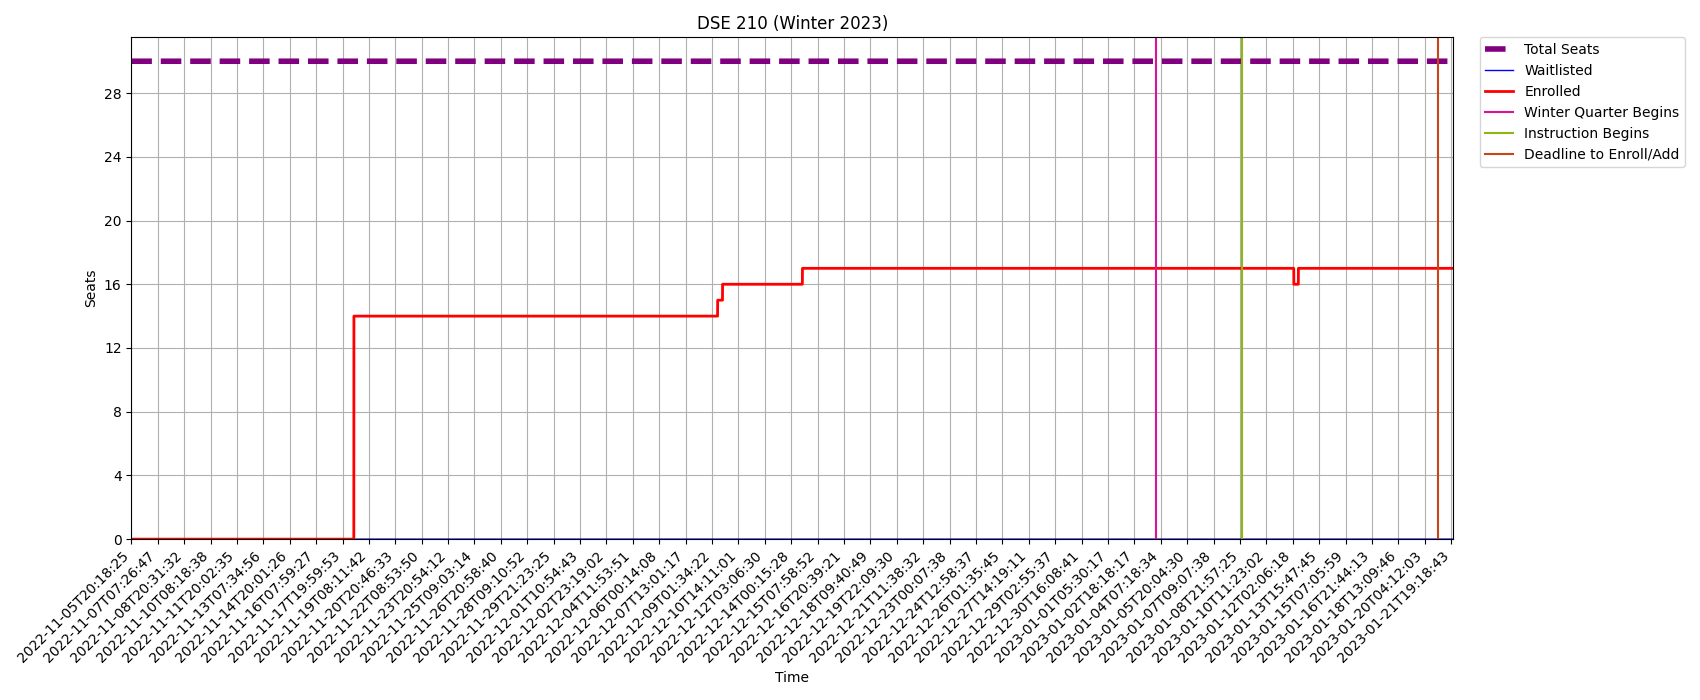 DSE 210 (Winter 2023)
Total Seats
Waitlisted
Enrolled
Winter Quarter Begins
Instruction Begins
Deadline to Enroll/Add
Seats
28
24
20
16
12
8
4
0
2022-11-05T20:18:25
2022-11-07T07:26:47
2022-11-08T20:31:32
2022-11-10T08:18:38
2022-11-11T20:02:35
2022-11-13T07:34:56
2022-11-14T20:01:26
2022-11-16T07:59:27
2022-11-17T19:59:53
2022-11-19T08:11:42
2022-11-20T20:46:33
2022-11-22T08:53:50
2022-11-23T20:54:12
2022-11-25T09:03:14
2022-11-26T20:58:40
2022-11-28T09:10:52
2022-11-29T21:23:25
2022-12-01T10:54:43
2022-12-02T23:19:02
2022-12-04T11:53:51
2022-12-06T00:14:08
2022-12-07T13:01:17
2022-12-09T01:34:22
2022-12-10T14:11:01
2022-12-12T03:06:30
2022-12-14T00:15:28
2022-12-15T07:58:52
2022-12-16T20:39:21
2022-12-18T09:40:49
2022-12-19T22:09:30
2022-12-21T11:38:32
2022-12-23T00:07:38
2022-12-24T12:58:37
2022-12-26T01:35:45
2022-12-27T14:19:11
2022-12-29T02:55:37
2022-12-30T16:08:41
2023-01-01T05:30:17
2023-01-02T18:18:17
2023-01-04T07:18:34
2023-01-05T20:04:30
2023-01-07T09:07:38
2023-01-08T21:57:25
2023-01-10T11:23:02
2023-01-12T02:06:18
2023-01-13T15:47:45
2023-01-15T07:05:59
2023-01-16T21:44:13
2023-01-18T13:09:46
2023-01-20T04:12:03
2023-01-21T19:18:43
Time